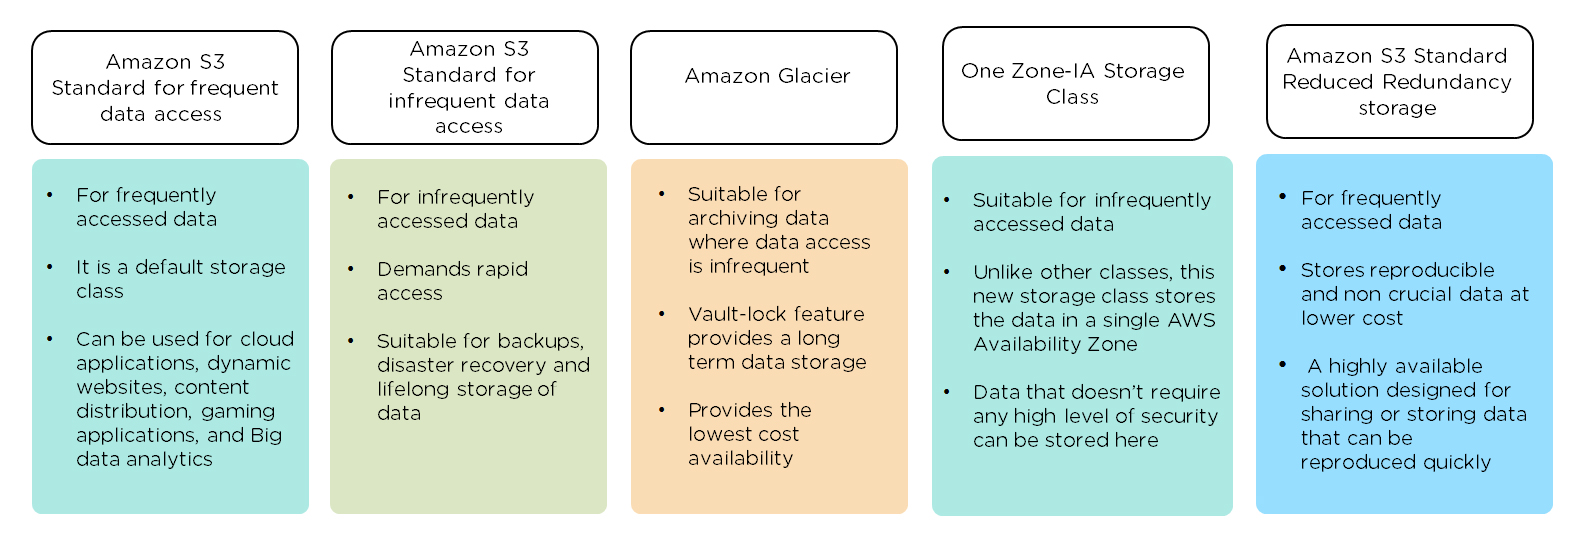 Amazon S3
Standard for frequent
data access
Amazon S3
Standard for
infrequent data
access
Amazon Glacier
One Zone-IA Storage
Class
Amazon S3 Standard
Reduced Redundancy
storage
• For frequently
accessed data
• It is a default storage
class
• Can be used for cloud
applications, dynamic
websites, content
distribution, gaming
applications, and Big
data analytics
• For infrequently
accessed data
• Demands rapid
access
• Suitable for backups,
disaster recovery and
lifelong storage of
data
• Suitable for
archiving data
where data access
is infrequent
• Vault-lock feature
provides a long
term data storage
• Provides the
lowest cost
availability
• Suitable for infrequently
accessed data
• Unlike other classes, this
new storage class stores
the data in a single AWS
Availability Zone
• Data that doesn't require
any high level of security
can be stored here
• For frequently
accessed data
• Stores reproducible
and non crucial data at
lower cost
• A highly available
solution designed for
sharing or storing data
that can be
reproduced quickly